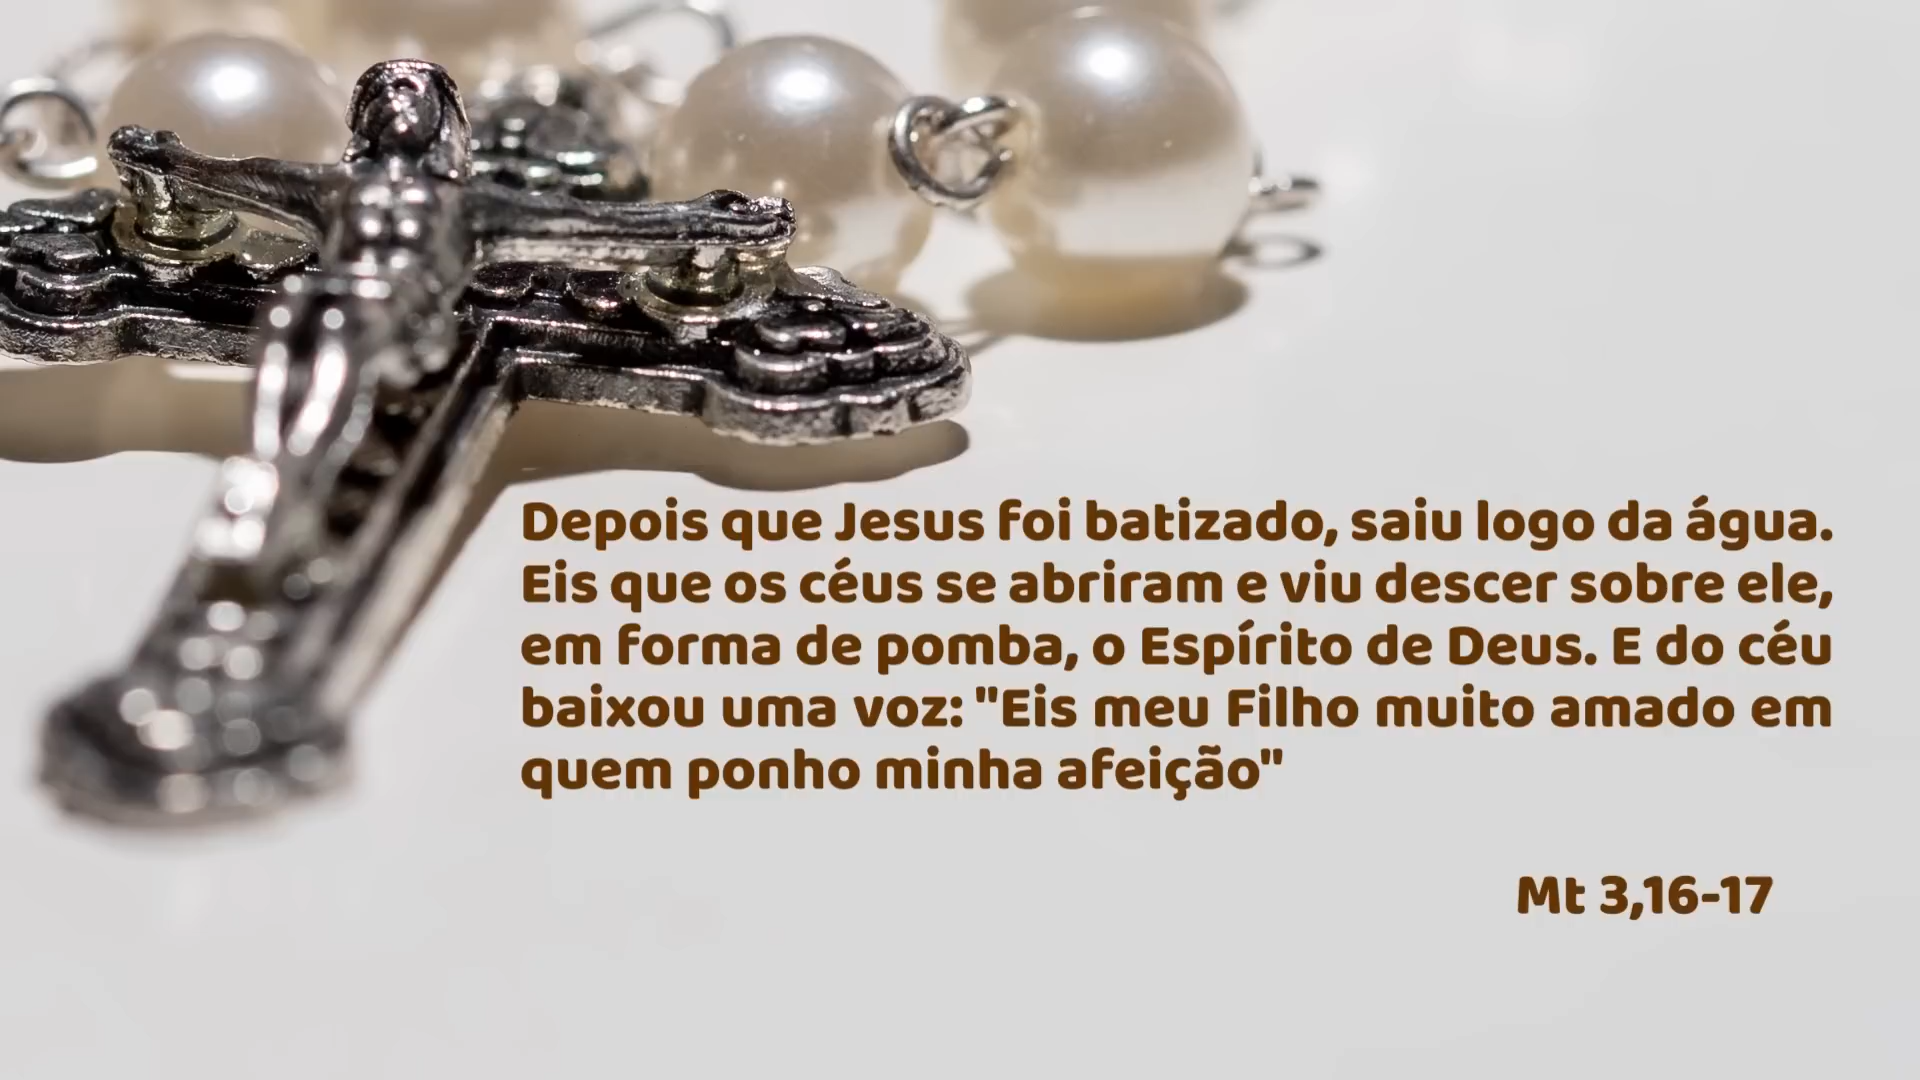 Depois que Jesus foi batizado, saiu logo da água.
Eis que os céus se abriram e viu descer sobre ele,
em forma de pomba, o Espírito de Deus. E do céu
baixou uma voz: "Eis meu Filho muito amado em
quem ponho minha afeição"
Mt 3,16-17